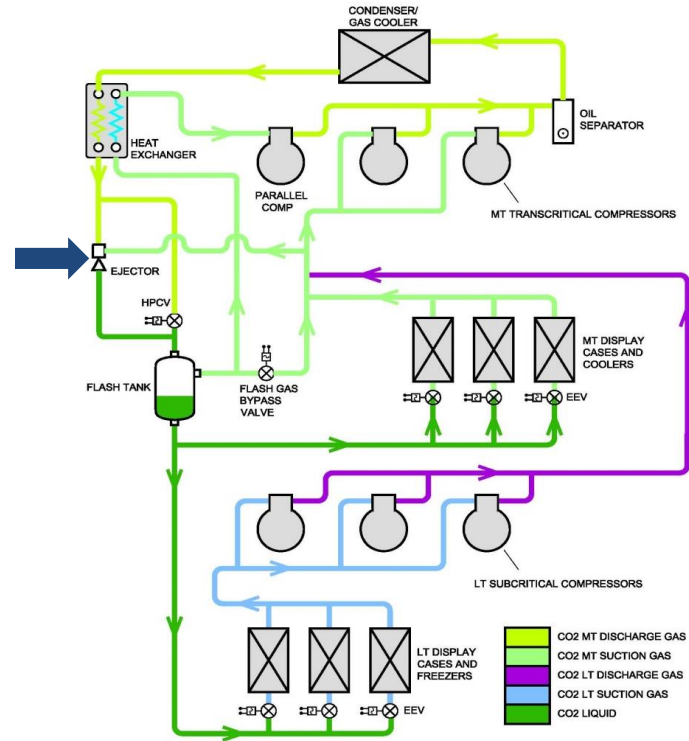 CONDENSER/
GAS COOLER
HEAT
EXCHANGER
OIL
SEPARATOR
PARALLEL
COMP
MT TRANSCRITICAL COMPRESSORS
EJECTOR
HPCV
FLASH TANK
FLASH GAS
BYPASS
VALVE
MT DISPLAY
CASES AND
COOLERS
EEV
LT SUBCRITICAL COMPRESSORS
LT DISPLAY
CASES AND
FREEZERS
EEV
CO2 MT DISCHARGE GAS
CO2 MT SUCTION GAS
CO2 LT DISCHARGE GAS
CO2 LT SUCTION GAS
CO2 LIQUID